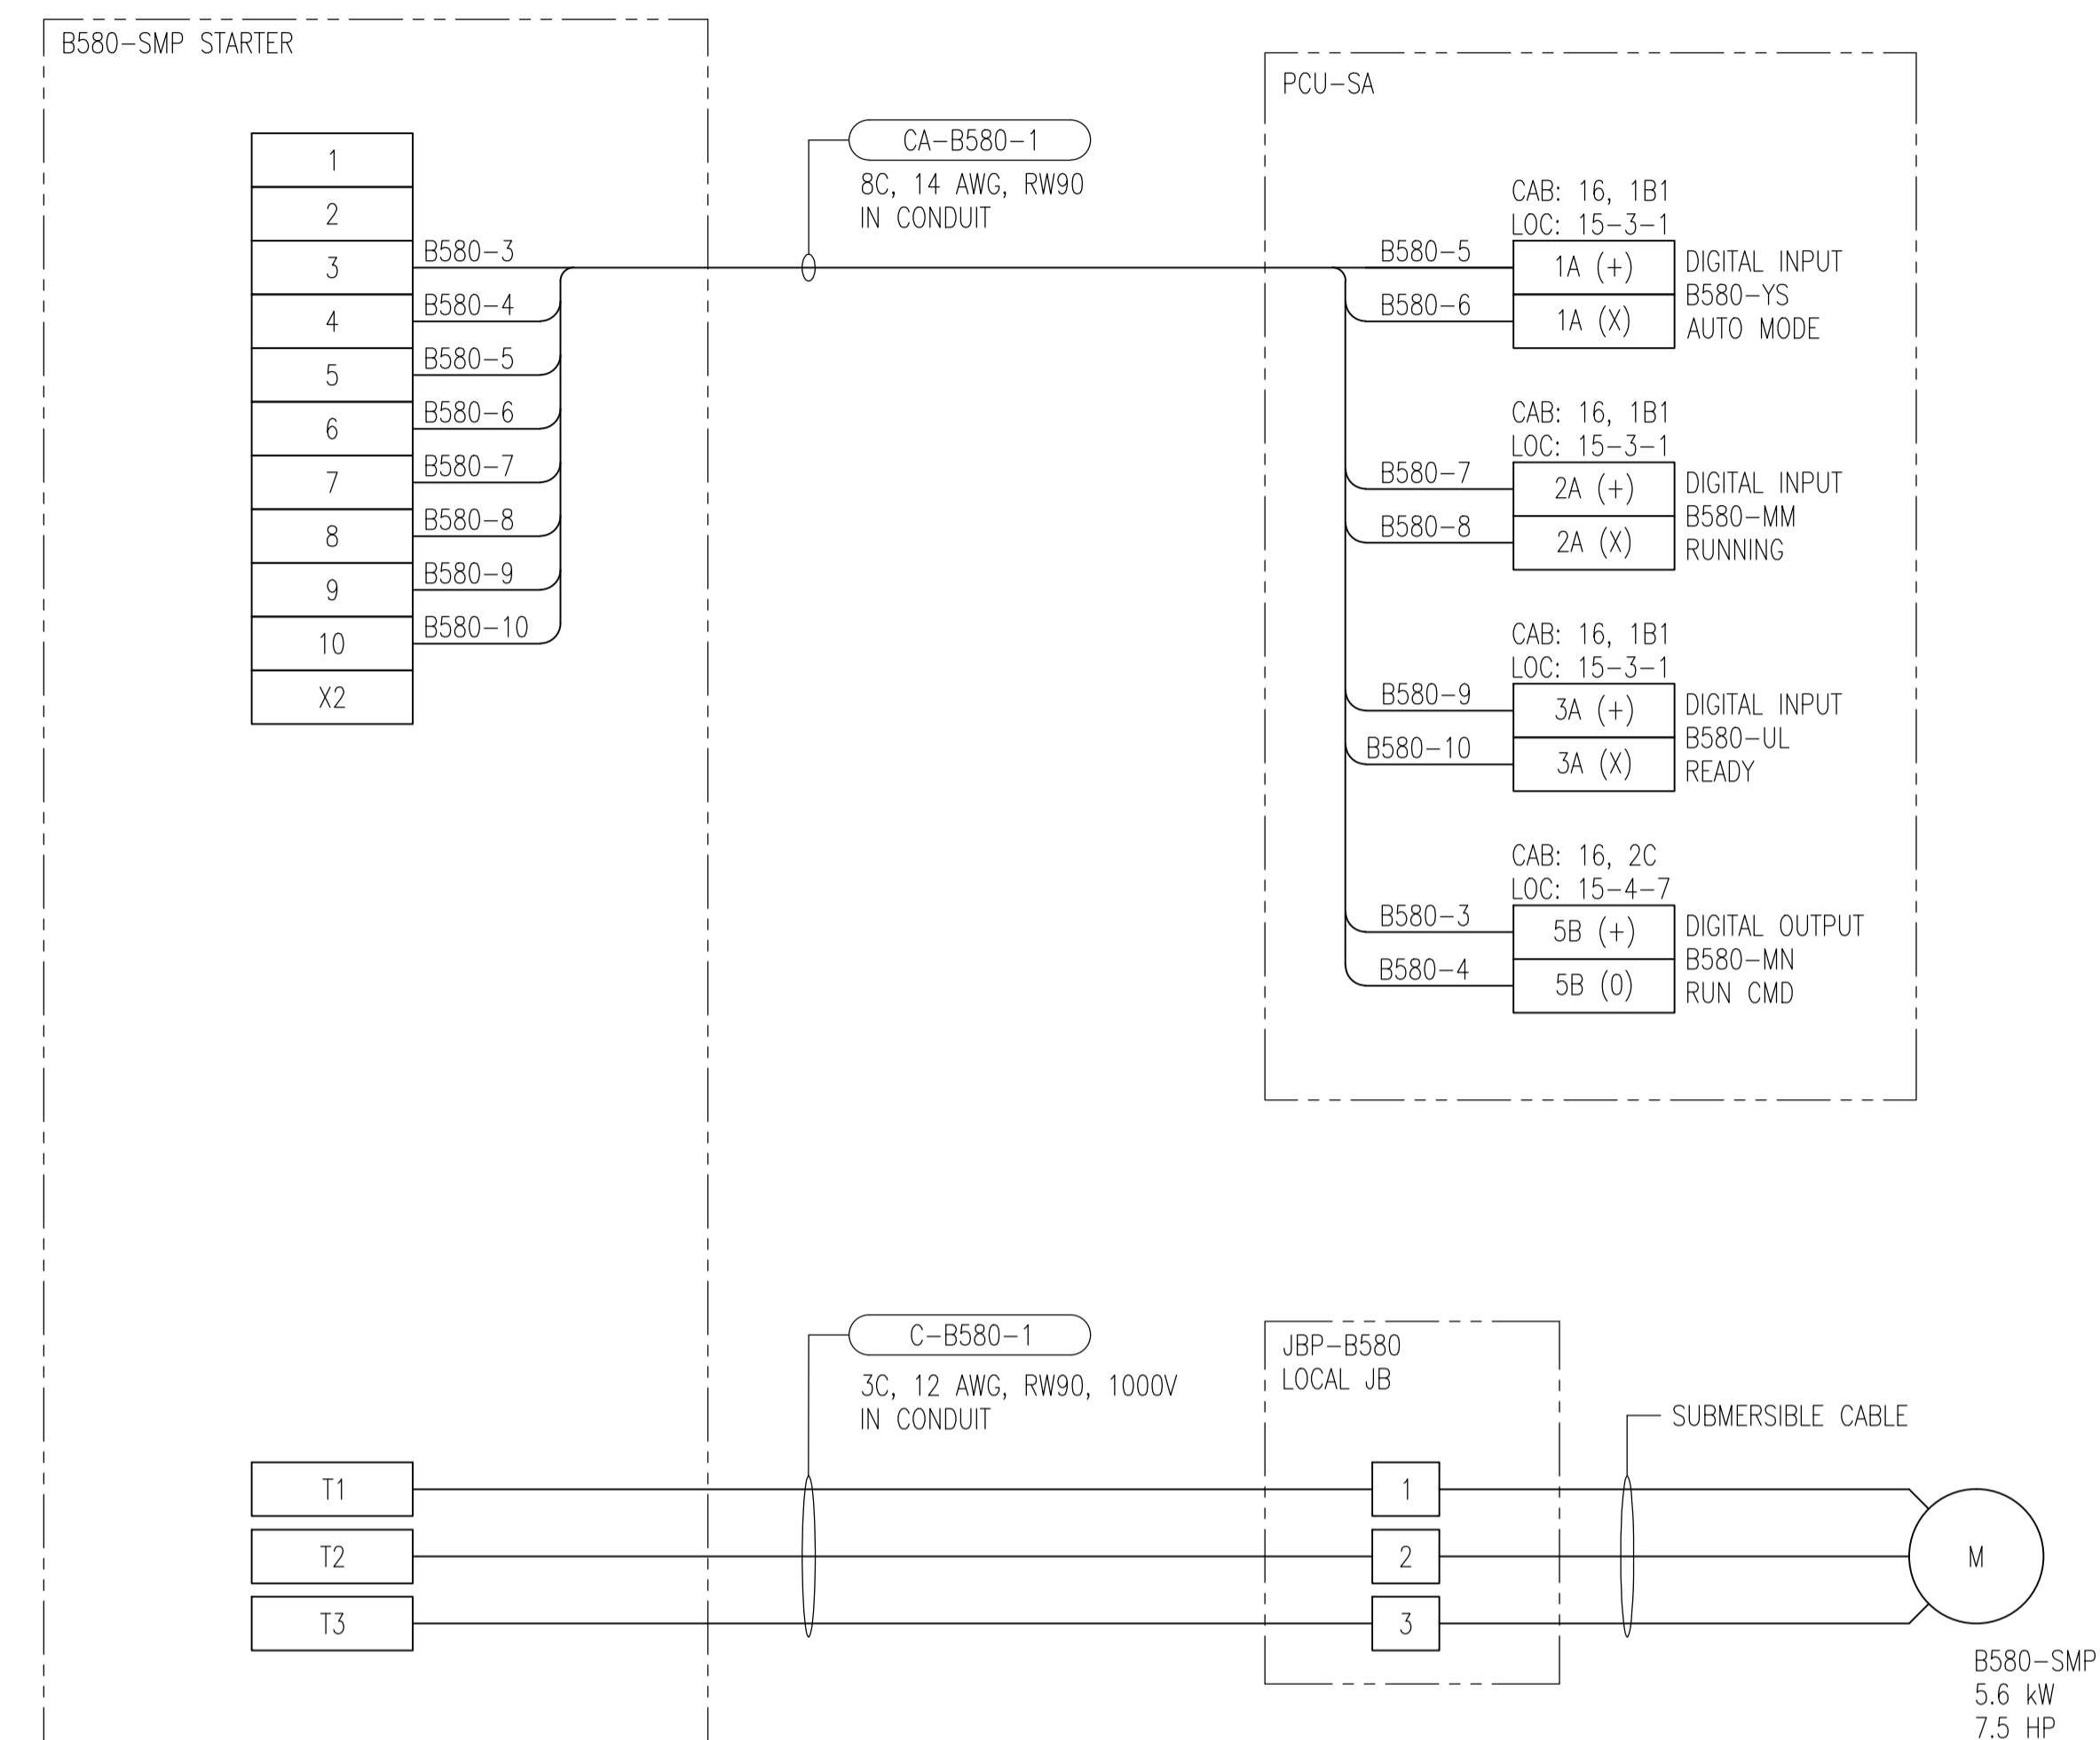 B580-SMP STARTER
1
2
3
4
5
6
7
8
9
10
X2
B580-3
B580-4
B580-5
B580-6
B580-7
B580-8
B580-9
B580-10
CA-B580-1
8C, 14 AWG, RW90
IN CONDUIT
PCU-SA
CAB: 16, 1B1
LOC: 15-3-1
B580-5
1A (+)
B580-6
1A (X)
DIGITAL INPUT
B580-YS
AUTO MODE
CAB: 16, 1B1
LOC: 15-3-1
B580-7
2A (+)
B580-8
2A (X)
DIGITAL INPUT
B580-MM
RUNNING
CAB: 16, 1B1
LOC: 15-3-1
B580-9
3A (+)
B580-10
3A (X)
DIGITAL INPUT
B580-UL
READY
CAB: 16, 2C
LOC: 15-4-7
B580-3
5B (+)
B580-4
5B (0)
DIGITAL OUTPUT
B580-MN
RUN CMD
C-B580-1
3C, 12 AWG, RW90, 1000V
IN CONDUIT
JBP-B580
LOCAL JB
SUBMERSIBLE CABLE
T1
T2
T3
1
2
3
M
B580-SMP
5.6 kW
7.5 HP